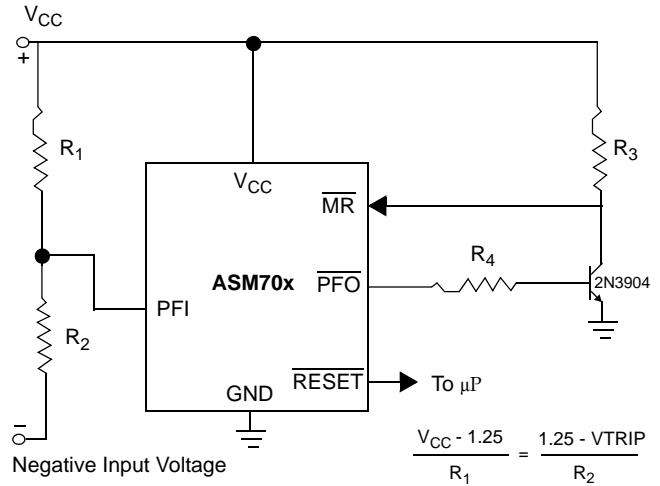 VCC
+
R1
R3
VCC
MR
R4
ASM70x
PFO
2N3904
PFI
R2
RESET
To µP
GND
–
Negative Input Voltage
VCC - 1.25 / R1 = 1.25 - VTRIP / R2